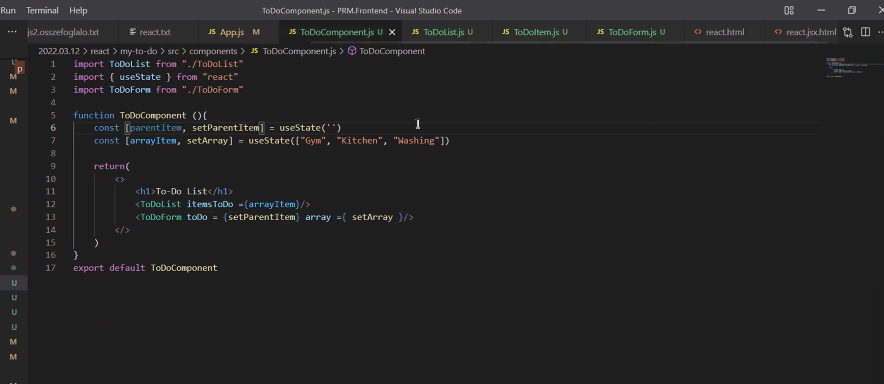 Run Terminal Help ToDoComponent.js - PRM.Frontend - Visual Studio Code
js2.osszefoglalo.txt react.txt JS App.js M JS ToDoComponent.js U JS ToDoList.js U JS ToDoItem.js U JS ToDoForm.js U <> react.html <> react.jsx.html
2022.03.12 > react > my-to-do > src > components > JS ToDoComponent.js > ToDoComponent
1 import ToDoList from "./ToDoList"
2 import { useState } from "react"
3 import ToDoForm from "./ToDoForm"
4
5 function ToDoComponent (){
6 const [parentItem, setParentItem] = useState('')
7 const [arrayItem, setArray] = useState(["Gym", "Kitchen", "Washing"])
8
9 return(
10 <>
11 <h1>To-Do List</h1>
12 <ToDoList itemsToDo ={arrayItem}/>
13 <ToDoForm toDo = {setParentItem} array ={ setArray }/>
14 </>
15 )
16 }
17 export default ToDoComponent
U
p
M
M
M
U
U
U
U
M
M